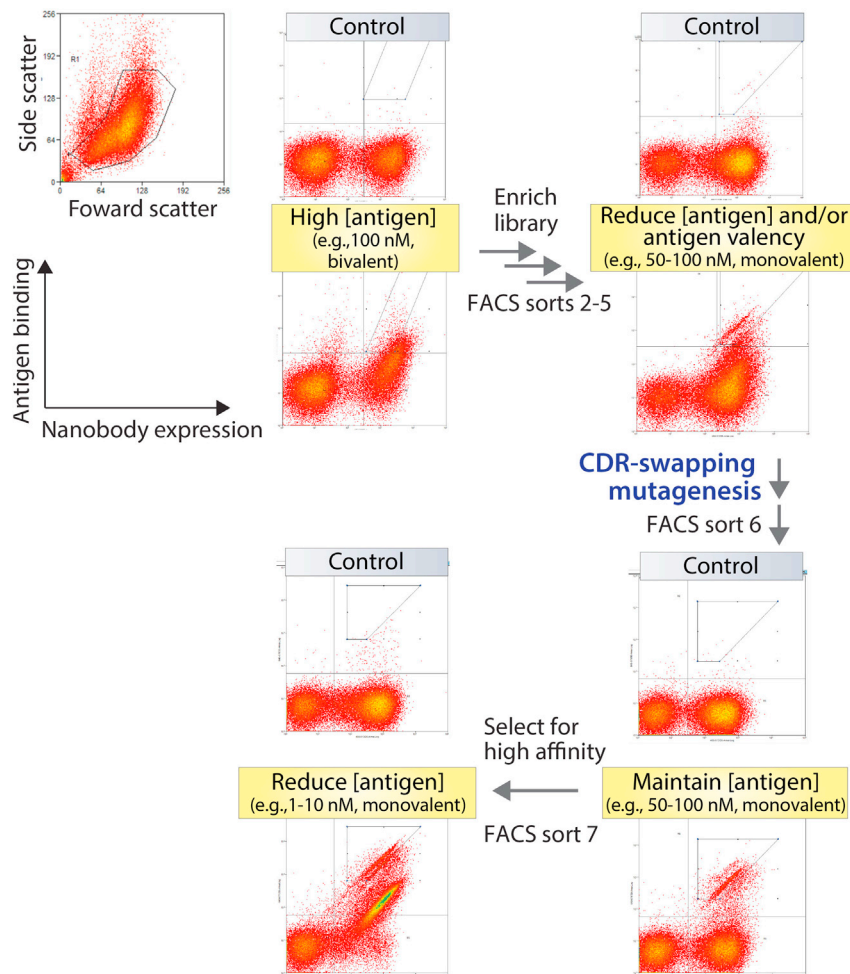 256
192
128
64
0
R1
0
64
128
192
256
Side scatter
Foward scatter
Control
Control
High [antigen]
(e.g.,100 nM,
bivalent)
Enrich
library
FACS sorts 2-5
Reduce [antigen] and/or
antigen valency
(e.g., 50-100 nM, monovalent)
Antigen binding
Nanobody expression
CDR-swapping
mutagenesis
FACS sort 6
Control
Control
Select for
high affinity
FACS sort 7
Reduce [antigen]
(e.g.,1-10 nM, monovalent)
Maintain [antigen]
(e.g., 50-100 nM, monovalent)